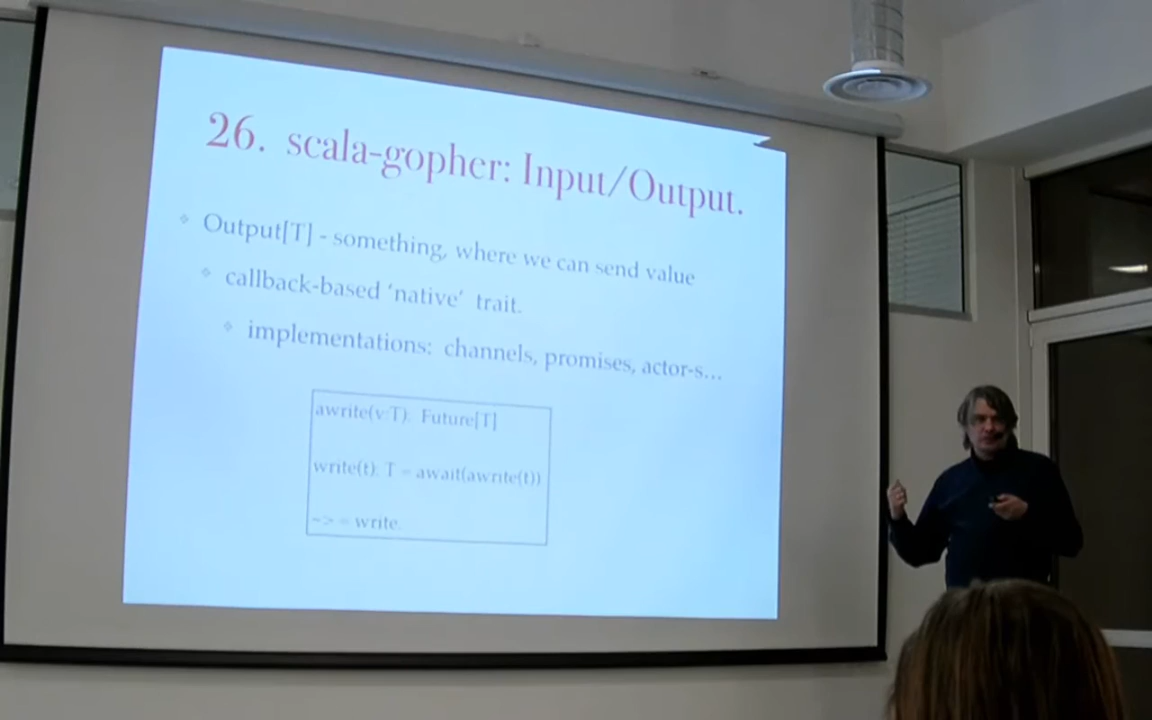 26. scala-gopher: Input/Output.
Output[T] - something, where we can send value
callback-based ‘native’ trait.
implementations: channels, promises, actor-s...
awrite(v:T): Future[T]
write(t): T = await(awrite(t))
~> = write.